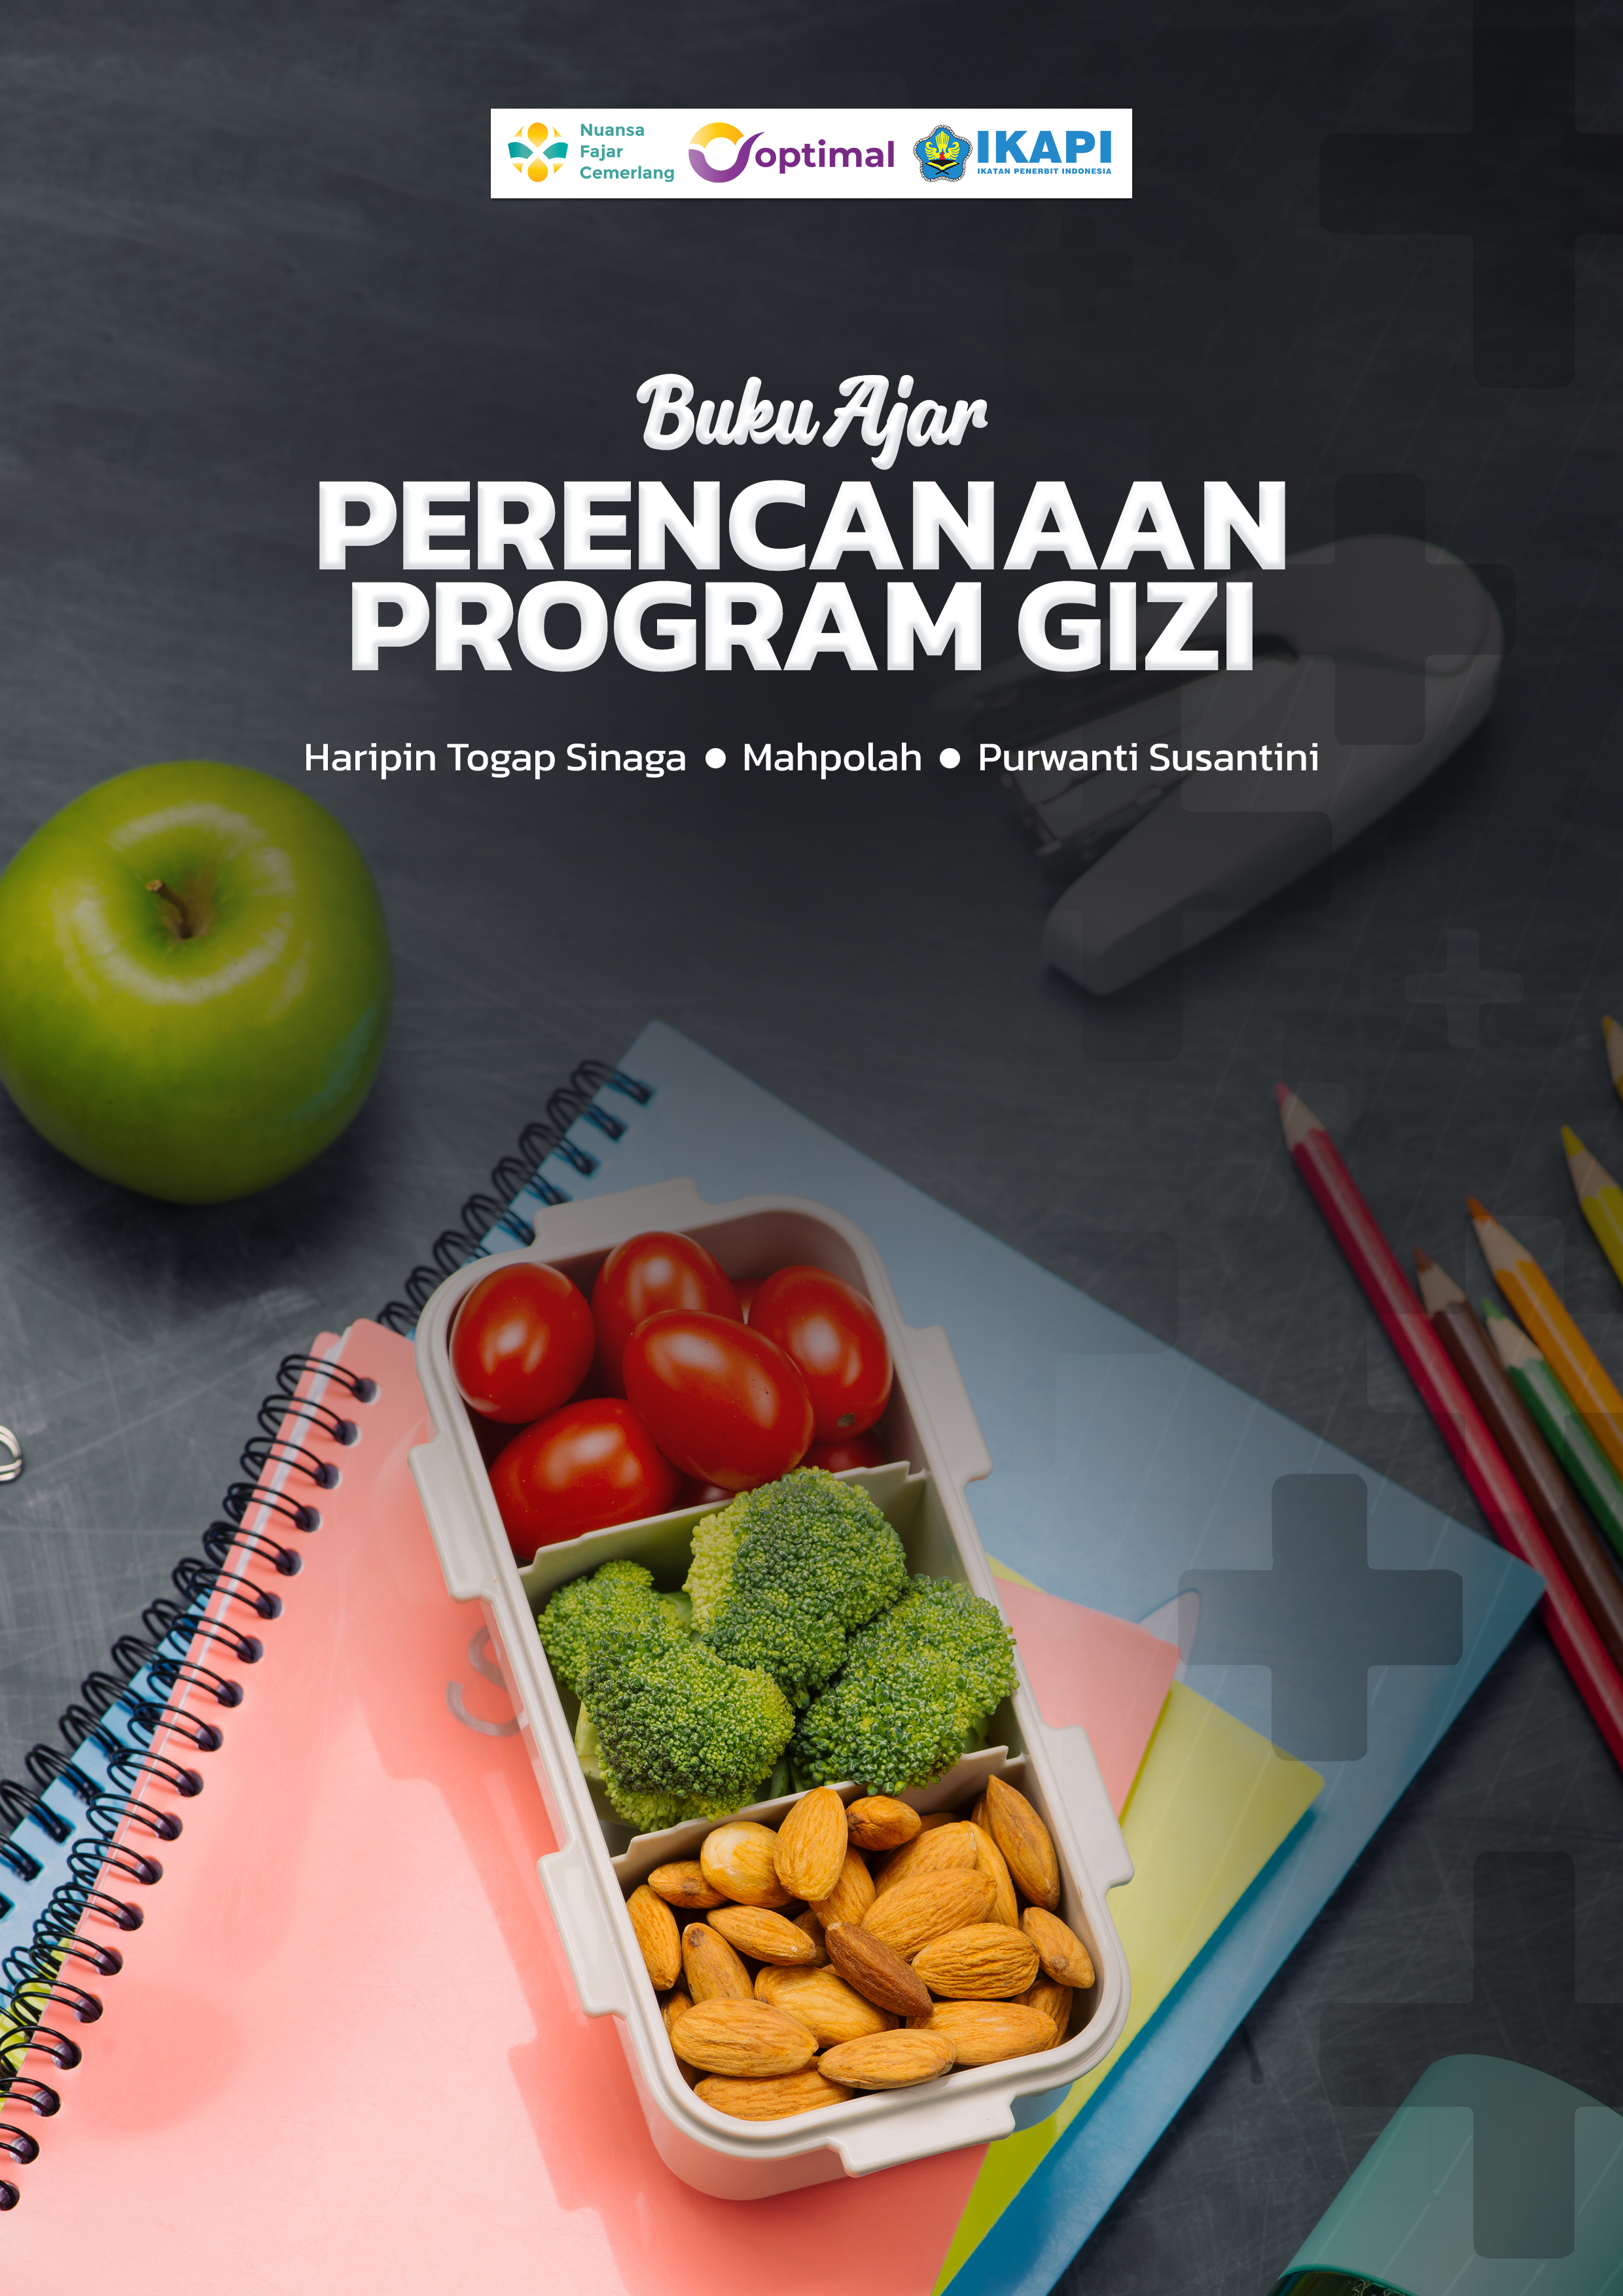 Nuansa
Fajar
Cemerlang
optimal
IKAPI
IKATAN PENERBIT INDONESIA
Buku Ajar
PERENCANAAN
PROGRAM GIZI
Haripin Togap Sinaga ● Mahpolah ● Purwanti Susantini